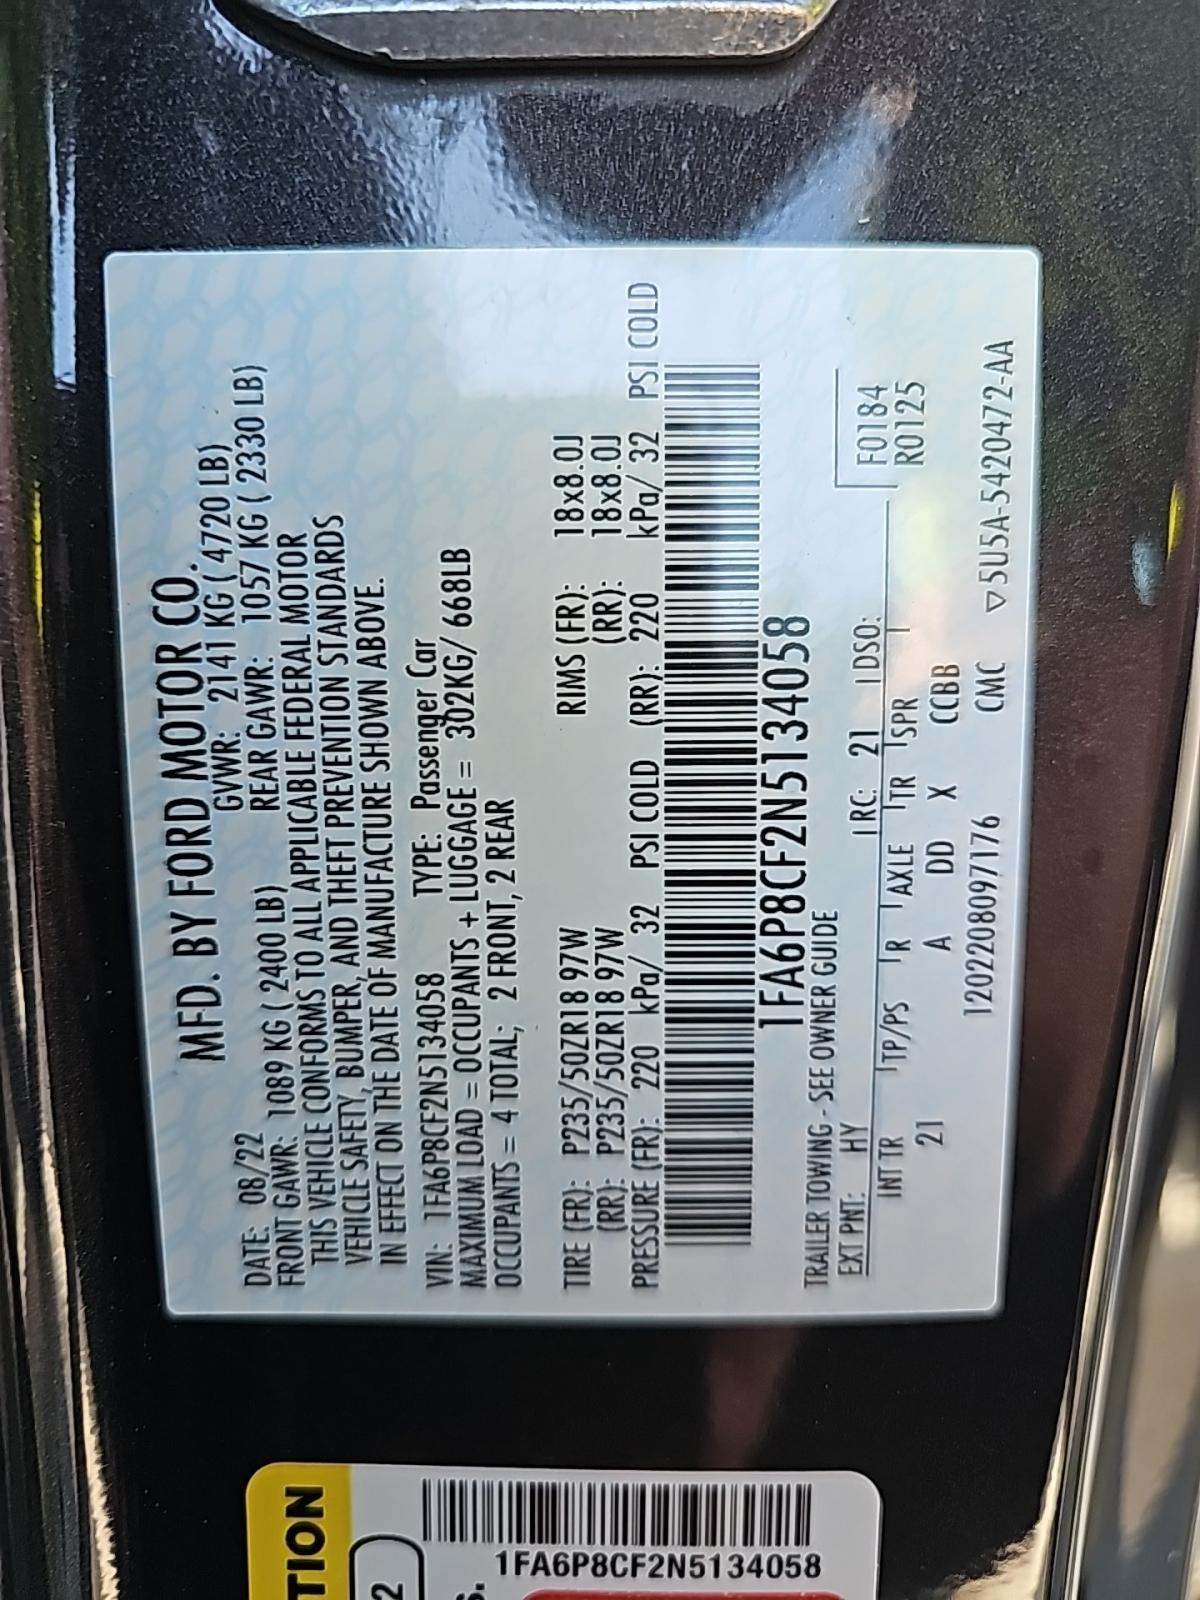 MFD. BY FORD MOTOR CO.
DATE: 08/22 GVWR: 2141 KG ( 4720 LB)
FRONT GAWR: 1089 KG ( 2400 LB) REAR GAWR: 1057 KG ( 2330 LB)
THIS VEHICLE CONFORMS TO ALL APPLICABLE FEDERAL MOTOR
VEHICLE SAFETY, BUMPER, AND THEFT PREVENTION STANDARDS
IN EFFECT ON THE DATE OF MANUFACTURE SHOWN ABOVE.
VIN: 1FA6P8CF2N5134058 TYPE: Passenger Car
MAXIMUM LOAD = OCCUPANTS + LUGGAGE = 302KG/ 668LB
OCCUPANTS = 4 TOTAL; 2 FRONT, 2 REAR
TIRE (FR): P235/50ZR18 97W RIMS (FR): 18x8.0J
(RR): P235/50ZR18 97W (RR): 18x8.0J
PRESSURE (FR): 220 kPa/ 32 PSI COLD (RR): 220 kPa/ 32 PSI COLD
1FA6P8CF2N5134058
TRAILER TOWING - SEE OWNER GUIDE
EXT PNT: HY RC: 21 DSO: F0184
INT TR TP/PS R AXLE TR SPR R0125
21 A DD X CCBB
1202208097176 CMC ▽5U5A-5420472-AA
TION
2
S.
1FA6P8CF2N5134058